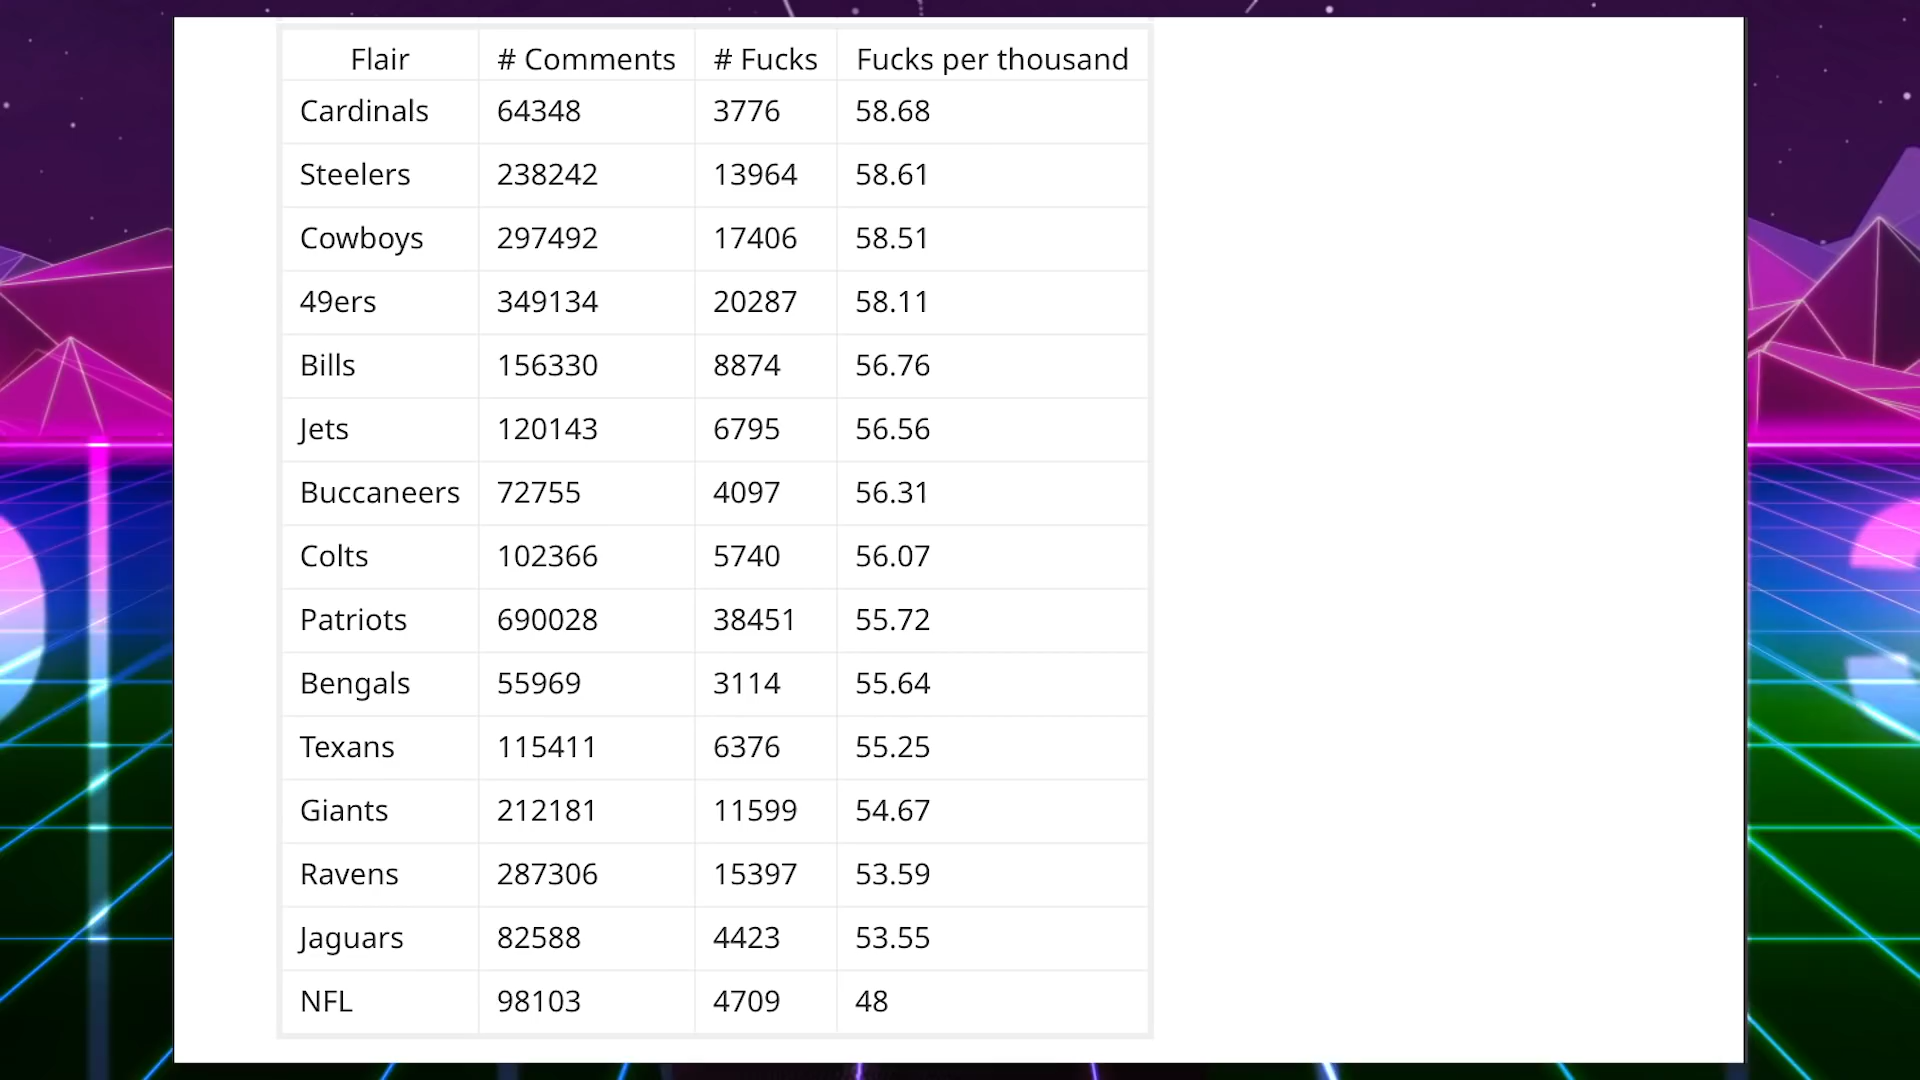 Flair # Comments # Fucks Fucks per thousand
Cardinals 64348 3776 58.68
Steelers 238242 13964 58.61
Cowboys 297492 17406 58.51
49ers 349134 20287 58.11
Bills 156330 8874 56.76
Jets 120143 6795 56.56
Buccaneers 72755 4097 56.31
Colts 102366 5740 56.07
Patriots 690028 38451 55.72
Bengals 55969 3114 55.64
Texans 115411 6376 55.25
Giants 212181 11599 54.67
Ravens 287306 15397 53.59
Jaguars 82588 4423 53.55
NFL 98103 4709 48